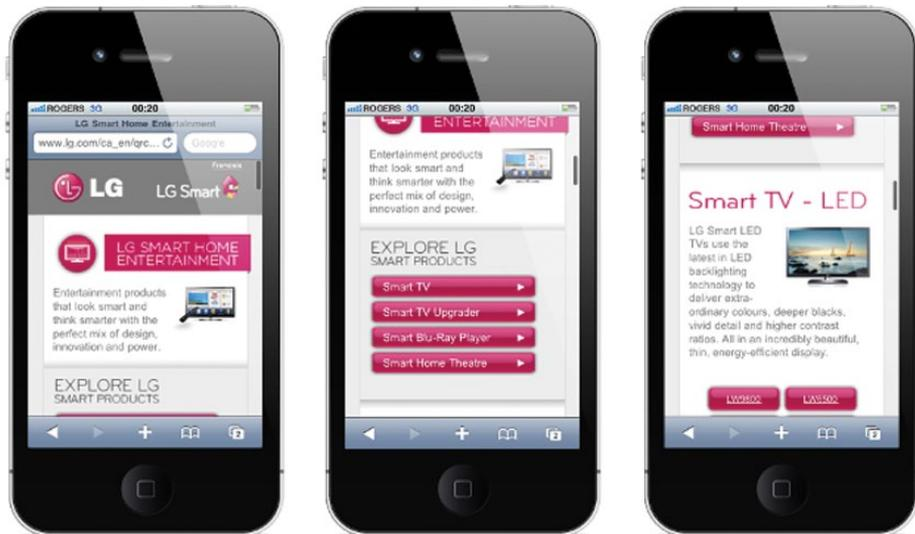 ROGERS 3G 00:20
LG Smart Home Entertainment
www.lg.com/ca_en/qrc... Google
Français
LG LG Smart
LG SMART HOME
ENTERTAINMENT
Entertainment products
that look smart and
think smarter with the
perfect mix of design,
innovation and power.
EXPLORE LG
SMART PRODUCTS
2
ROGERS 3G 00:20
ENTERTAINMENT
Entertainment products
that look smart and
think smarter with the
perfect mix of design,
innovation and power.
EXPLORE LG
SMART PRODUCTS
Smart TV
Smart TV Upgrader
Smart Blu-Ray Player
Smart Home Theatre
2
ROGERS 3G 00:20
Smart Home Theatre
Smart TV - LED
LG Smart LED
TVs use the
latest in LED
backlighting
technology to
deliver extra-
ordinary colours, deeper blacks,
vivid detail and higher contrast
ratios. All in an incredibly beautiful,
thin, energy-efficient display.
LW9800 LW6500
2